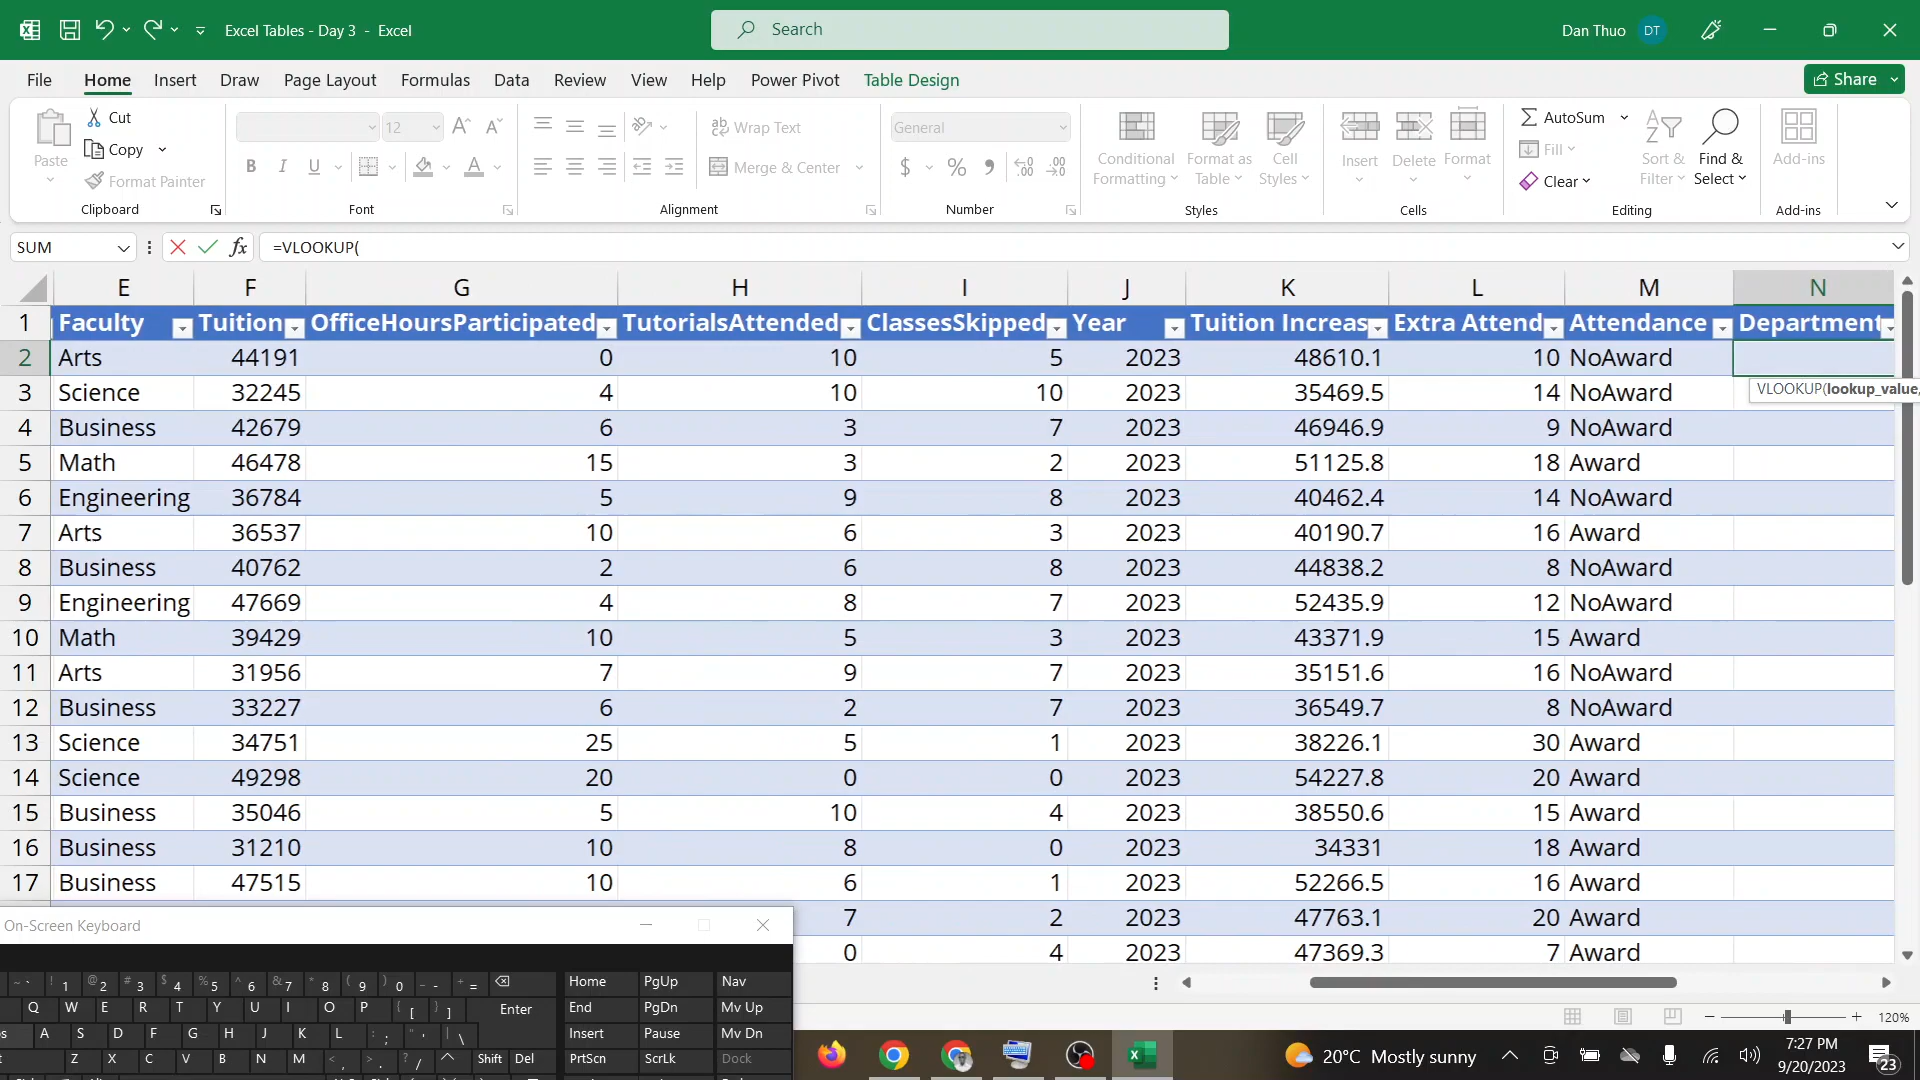 Excel Tables - Day 3 - Excel
Search
Dan Thuo DT
File Home Insert Draw Page Layout Formulas Data Review View Help Power Pivot Table Design Share
Paste Cut Copy Format Painter Clipboard
12 B I U A Font
Wrap Text Merge & Center Alignment
General $ % Number
Conditional Formatting Format as Table Cell Styles Styles
Insert Delete Format Cells
AutoSum Fill Clear Sort & Filter Find & Select Editing
Add-ins Add-ins
SUM fx =VLOOKUP(
E F G H I J K L M N
1 Faculty Tuition OfficeHoursParticipated TutorialsAttended ClassesSkipped Year Tuition Increas Extra Attend Attendance Department
2 Arts 44191 0 10 5 2023 48610.1 10 NoAward
VLOOKUP(lookup_value,
3 Science 32245 4 10 10 2023 35469.5 14 NoAward
4 Business 42679 6 3 7 2023 46946.9 9 NoAward
5 Math 46478 15 3 2 2023 51125.8 18 Award
6 Engineering 36784 5 9 8 2023 40462.4 14 NoAward
7 Arts 36537 10 6 3 2023 40190.7 16 Award
8 Business 40762 2 6 8 2023 44838.2 8 NoAward
9 Engineering 47669 4 8 7 2023 52435.9 12 NoAward
10 Math 39429 10 5 3 2023 43371.9 15 Award
11 Arts 31956 7 9 7 2023 35151.6 16 NoAward
12 Business 33227 6 2 7 2023 36549.7 8 NoAward
13 Science 34751 25 5 1 2023 38226.1 30 Award
14 Science 49298 20 0 0 2023 54227.8 20 Award
15 Business 35046 5 10 4 2023 38550.6 15 Award
16 Business 31210 10 8 0 2023 34331 18 Award
17 Business 47515 10 6 1 2023 52266.5 16 Award
7 2 2023 47763.1 20 Award
0 4 2023 47369.3 7 Award
On-Screen Keyboard
~ ` ! 1 @ 2 # 3 $ 4 % 5 ^ 6 & 7 * 8 ( 9 ) 0 _ - + = Home PgUp Nav
Q W E R T Y U I O P { [ } ] Enter End PgDn Mv Up
A S D F G H J K L : ; " ' | \ Insert Pause Mv Dn
Z X C V B N M < , > . ? / Shift Del PrtScn ScrLk Dock
120%
20°C Mostly sunny
7:27 PM
9/20/2023
23